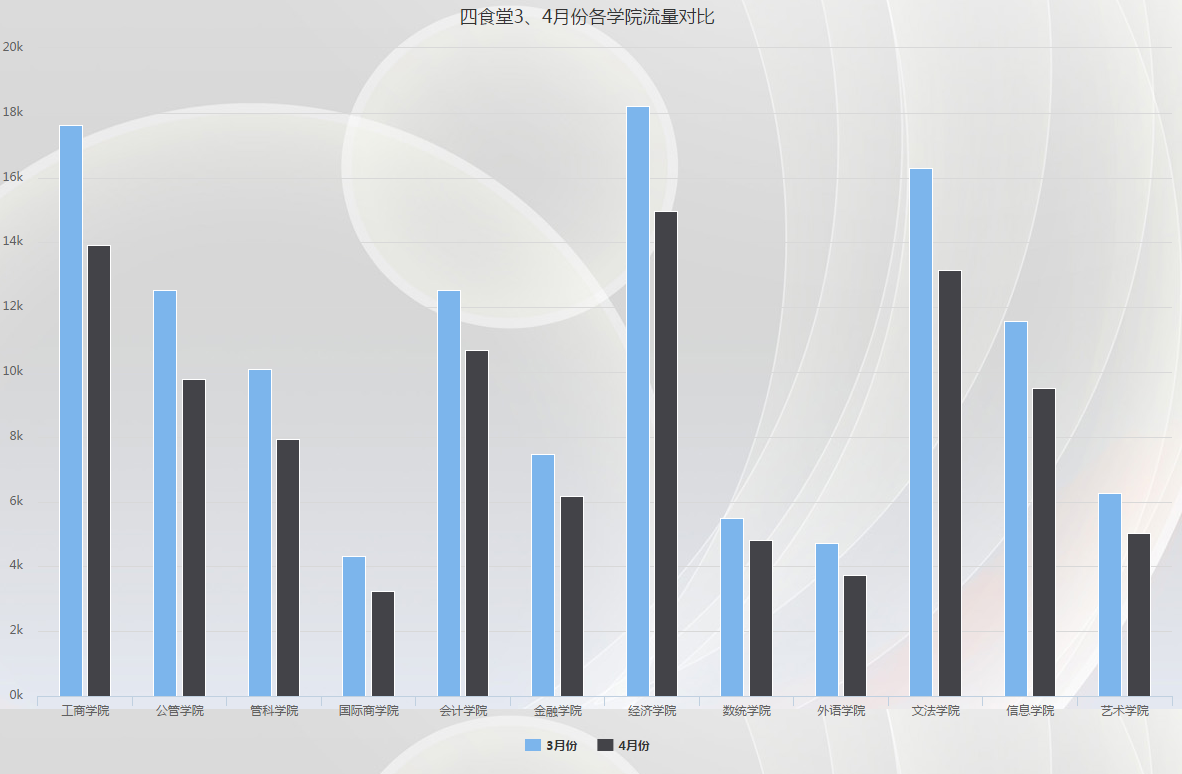 四食堂3、4月份各学院流量对比
20k
18k
16k
14k
12k
10k
8k
6k
4k
2k
0k
工商学院 公管学院 管科学院 国际商学院 会计学院 金融学院 经济学院 数统学院 外语学院 文法学院 信息学院 艺术学院
3月份 4月份